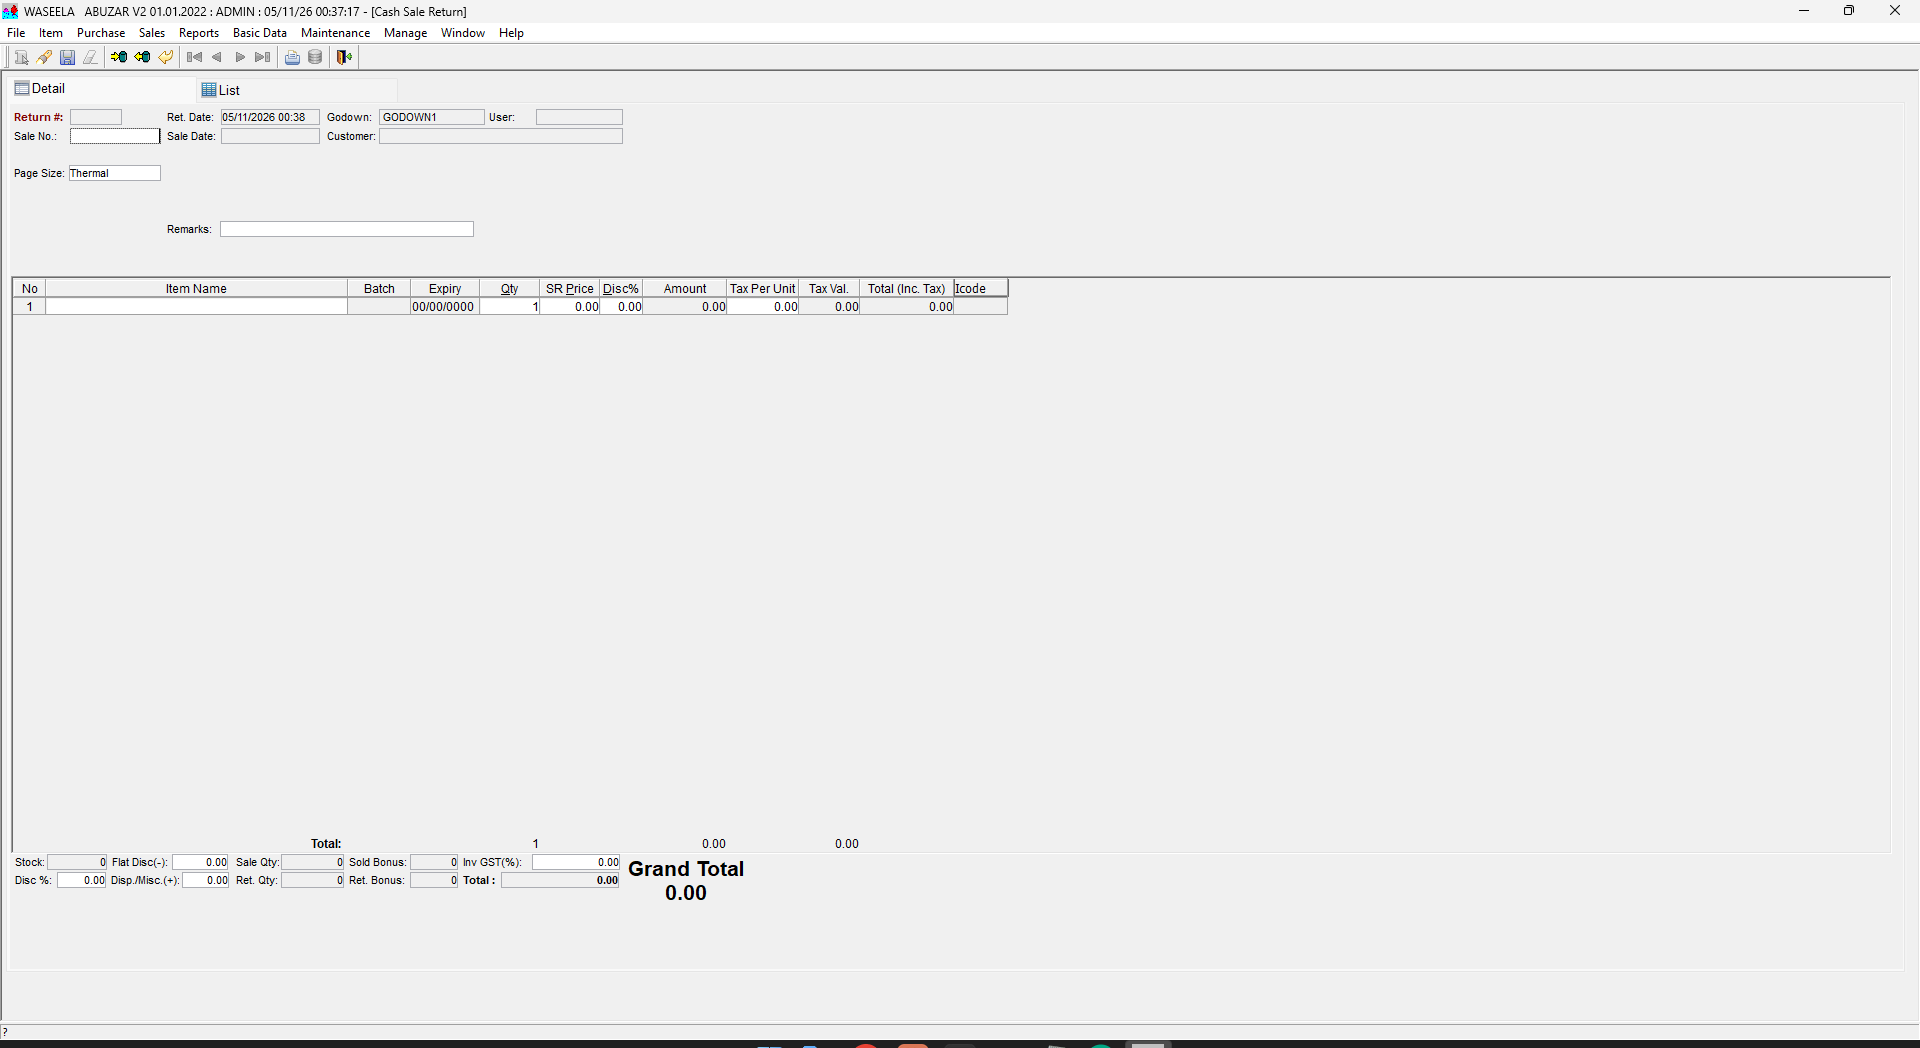 WASEELA   ABUZAR V2 01.01.2022 : ADMIN : 05/11/26 00:37:17 - [Cash Sale Return]
File Item Purchase Sales Reports Basic Data Maintenance Manage Window Help
Detail List
Return #: Ret. Date: 05/11/2026 00:38 Godown: GODOWN1 User:
Sale No.: Sale Date: Customer:
Page Size: Thermal
Remarks:
No Item Name Batch Expiry Qty SR Price Disc% Amount Tax Per Unit Tax Val. Total (Inc. Tax) Icode
1 00/00/0000 1 0.00 0.00 0.00 0.00 0.00 0.00
Total: 1 0.00 0.00
Stock: 0 Flat Disc(-): 0.00 Sale Qty: 0 Sold Bonus: 0 Inv GST(%): 0.00 Grand Total
Disc %: 0.00 Disp./Misc.(+): 0.00 Ret. Qty: 0 Ret. Bonus: 0 Total : 0.00
0.00
?